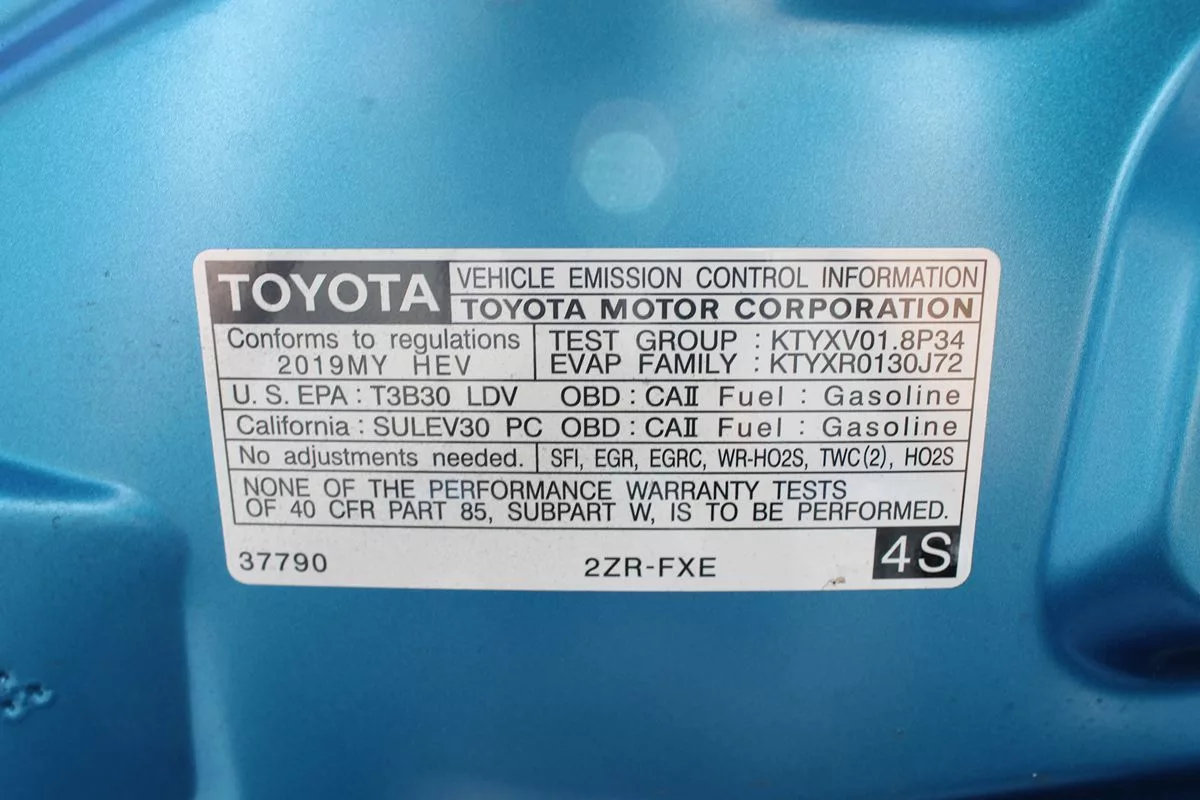 TOYOTA VEHICLE EMISSION CONTROL INFORMATION
TOYOTA MOTOR CORPORATION
Conforms to regulations
2019MY HEV
TEST GROUP : KTYXV01.8P34
EVAP FAMILY : KTYXR0130J72
U.S. EPA : T3B30 LDV OBD : CAⅡ Fuel : Gasoline
California : SULEV30 PC OBD : CAⅡ Fuel : Gasoline
No adjustments needed. SFI, EGR, EGRC, WR-HO2S, TWC(2), HO2S
NONE OF THE PERFORMANCE WARRANTY TESTS
OF 40 CFR PART 85, SUBPART W, IS TO BE PERFORMED.
37790 2ZR-FXE 4S